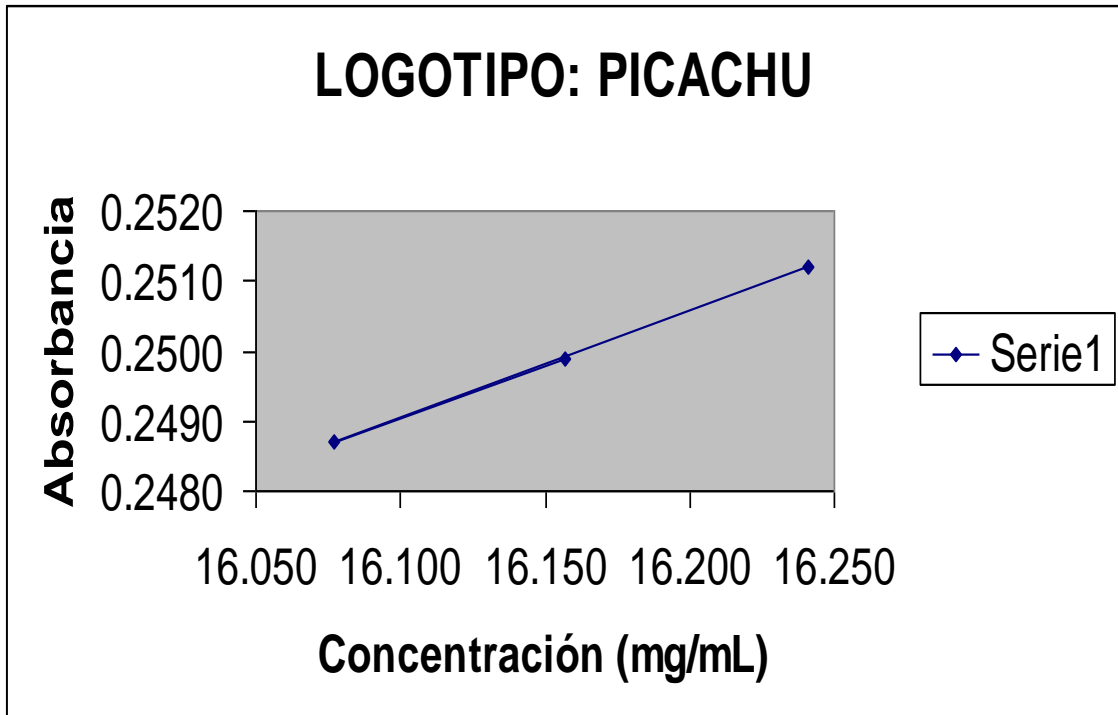 LOGOTIPO: PICACHU
Absorbancia
0.2520
0.2510
0.2500
0.2490
0.2480
16.050 16.100 16.150 16.200 16.250
Concentración (mg/mL)
Serie1